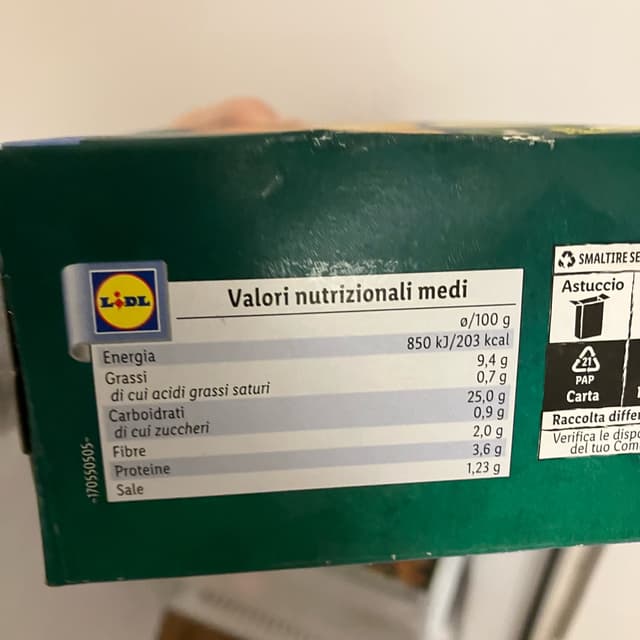 LIDL
Valori nutrizionali medi
ø/100 g
Energia 850 kJ/203 kcal
Grassi 9,4 g
di cui acidi grassi saturi 0,7 g
Carboidrati 25,0 g
di cui zuccheri 0,9 g
Fibre 2,0 g
Proteine 3,6 g
Sale 1,23 g
-170550505-
SMALTIRE SE
Astuccio
21
PAP
Carta
Raccolta differ
Verifica le dispo
del tuo Com